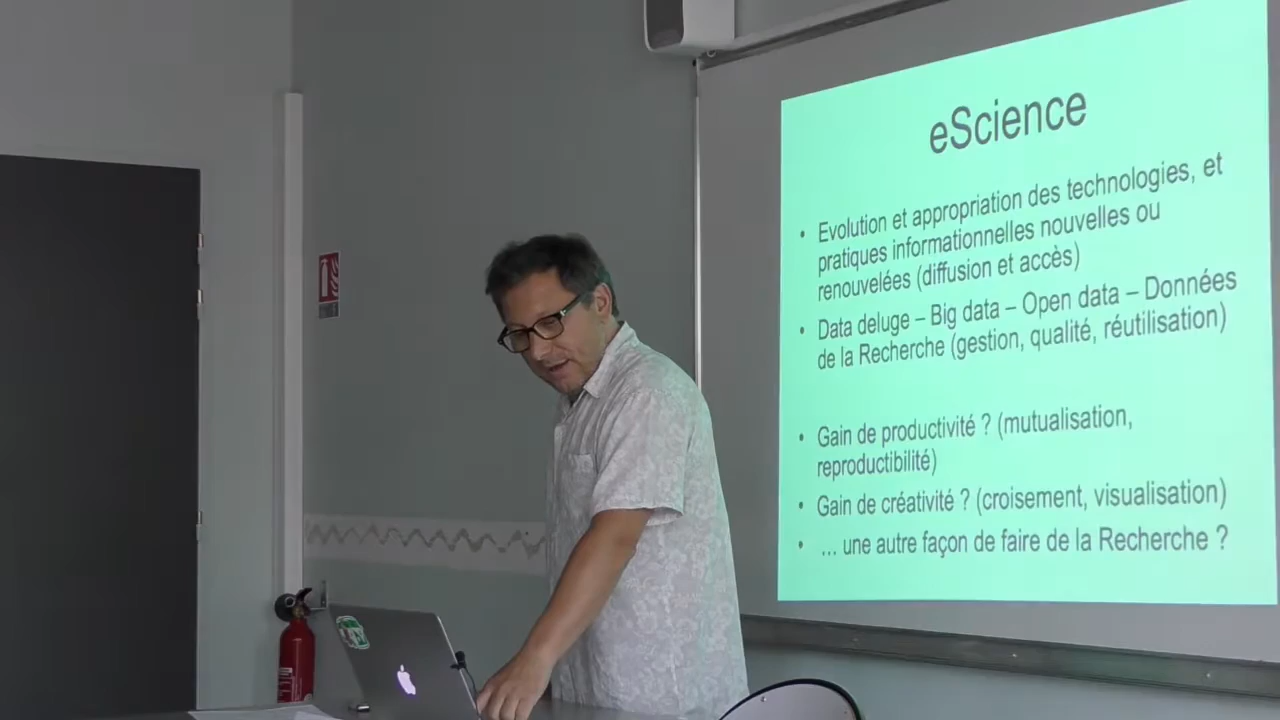 eScience
• Evolution et appropriation des technologies, et
pratiques informationnelles nouvelles ou
renouvelées (diffusion et accès)
• Data deluge – Big data – Open data – Données
de la Recherche (gestion, qualité, réutilisation)
• Gain de productivité ? (mutualisation,
reproductibilité)
• Gain de créativité ? (croisement, visualisation)
• … une autre façon de faire de la Recherche ?